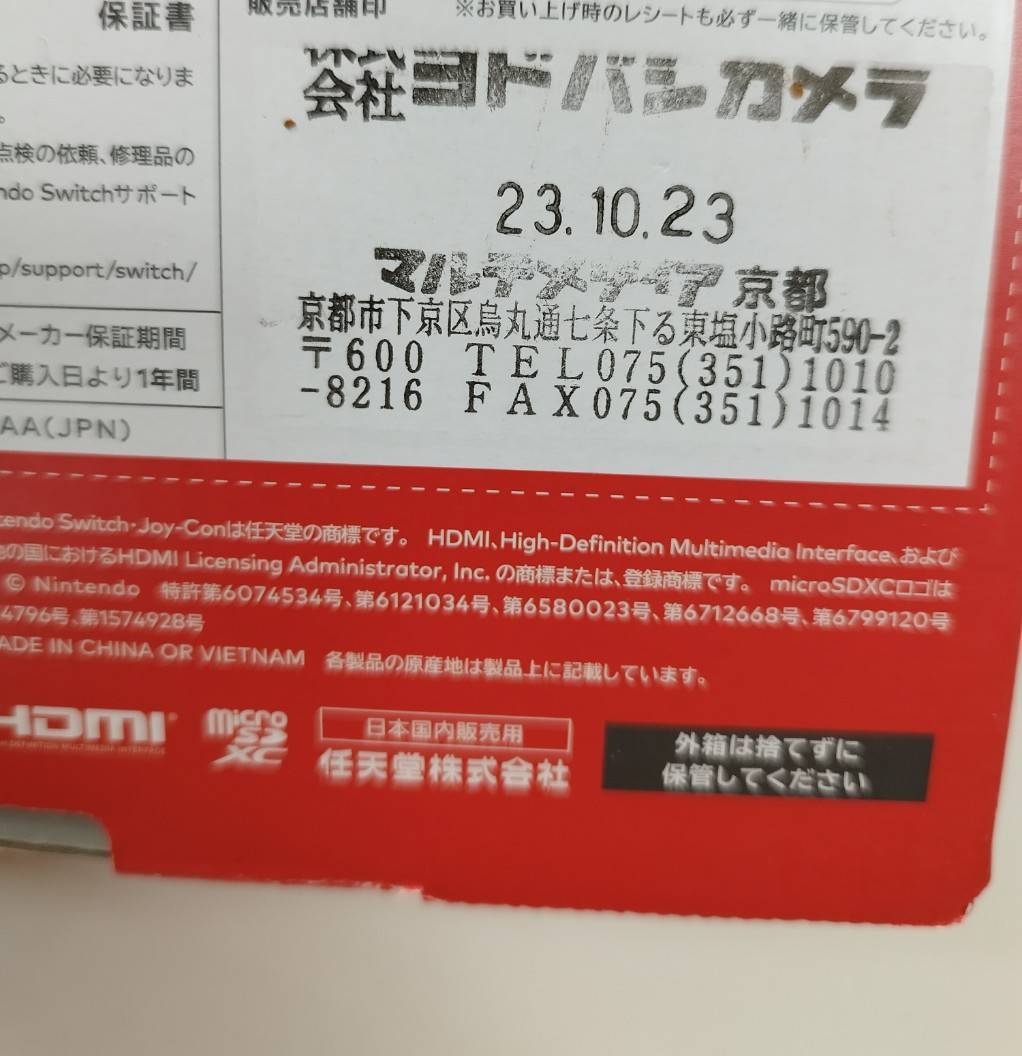 保証書
るときに必要になりま
。
点検の依頼、修理品の
ndo Switchサポート
p/support/switch/
メーカー保証期間
ご購入日より1年間
AA(JPN)
販売店舗印
※お買い上げ時のレシートも必ず一緒に保管してください。
株式
会社ヨドバシカメラ
23.10.23
マルチメディア京都
京都市下京区烏丸通七条下る東塩小路町590-2
〒600 TEL075(351)1010
-8216 FAX075(351)1014
tendo Switch・Joy-Conは任天堂の商標です。 HDMI、High-Definition Multimedia Interface、および
の国におけるHDMI Licensing Administrator, Inc. の商標または、登録商標です。 microSDXCロゴは
© Nintendo 特許第6074534号、第6121034号、第6580023号、第6712668号、第6799120号
4796号、第1574928号
ADE IN CHINA OR VIETNAM 各製品の原産地は製品上に記載しています。
HDMI
HIGH-DEFINITION MULTIMEDIA INTERFACE
micro
SD
XC
日本国内販売用
任天堂株式会社
外箱は捨てずに
保管してください